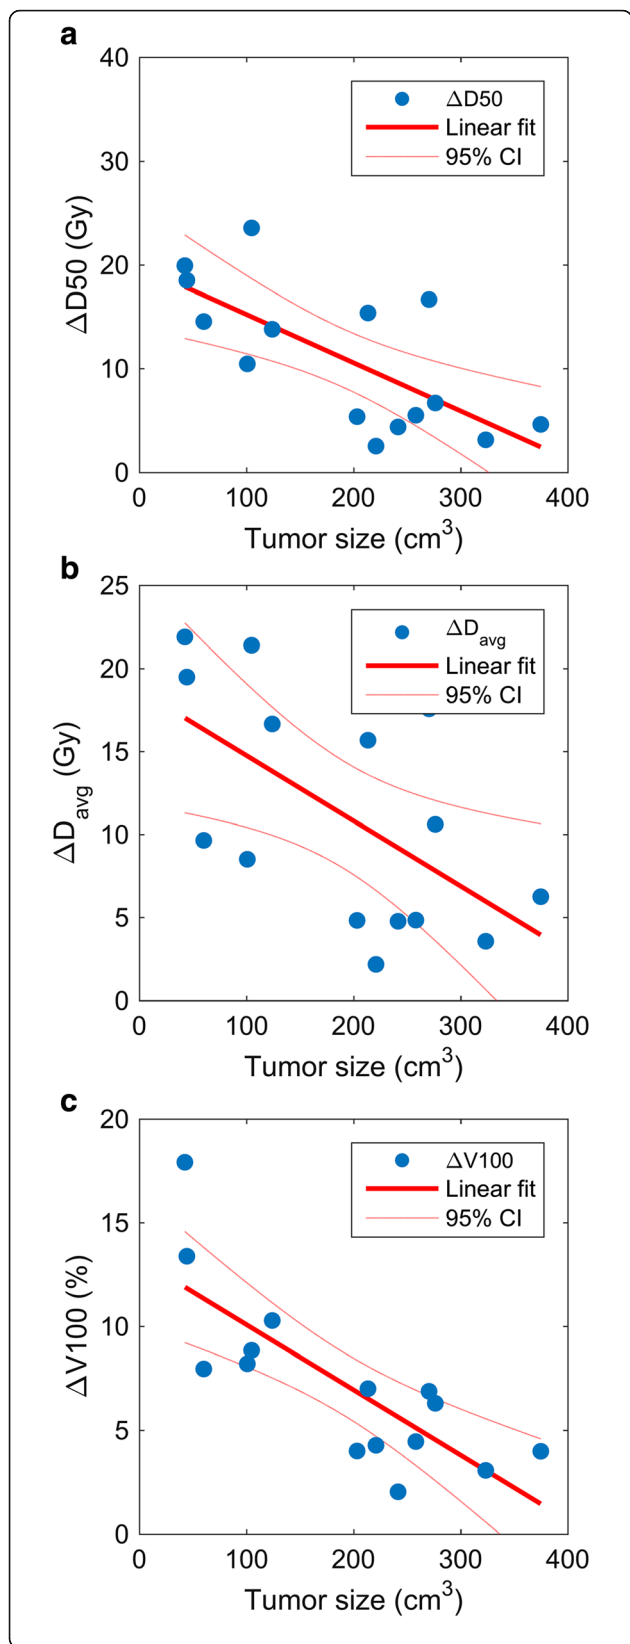 a
40
30
20
10
0
ΔD50 (Gy)
ΔD50
Linear fit
95% CI
0 100 200 300 400
Tumor size (cm³)
b
25
20
15
10
5
0
ΔD_avg (Gy)
ΔD_avg
Linear fit
95% CI
0 100 200 300 400
Tumor size (cm³)
c
20
15
10
5
0
ΔV100 (%)
ΔV100
Linear fit
95% CI
0 100 200 300 400
Tumor size (cm³)